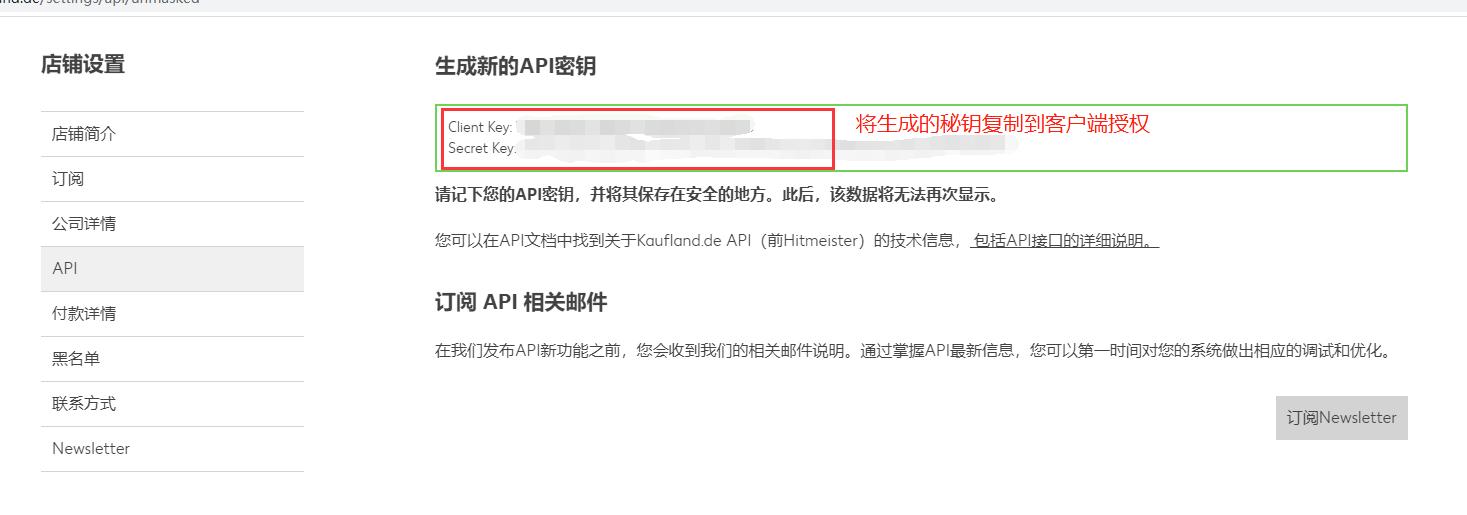 店铺设置
店铺简介
订阅
公司详情
API
付款详情
黑名单
联系方式
Newsletter
生成新的API密钥
Client Key:
Secret Key:
将生成的秘钥复制到客户端授权
请记下您的API密钥，并将其保存在安全的地方。此后，该数据将无法再次显示。
您可以在API文档中找到关于Kaufland.de API（前Hitmeister）的技术信息， 包括API接口的详细说明。
订阅 API 相关邮件
在我们发布API新功能之前，您会收到我们的相关邮件说明。通过掌握API最新信息，您可以第一时间对您的系统做出相应的调试和优化。
订阅Newsletter